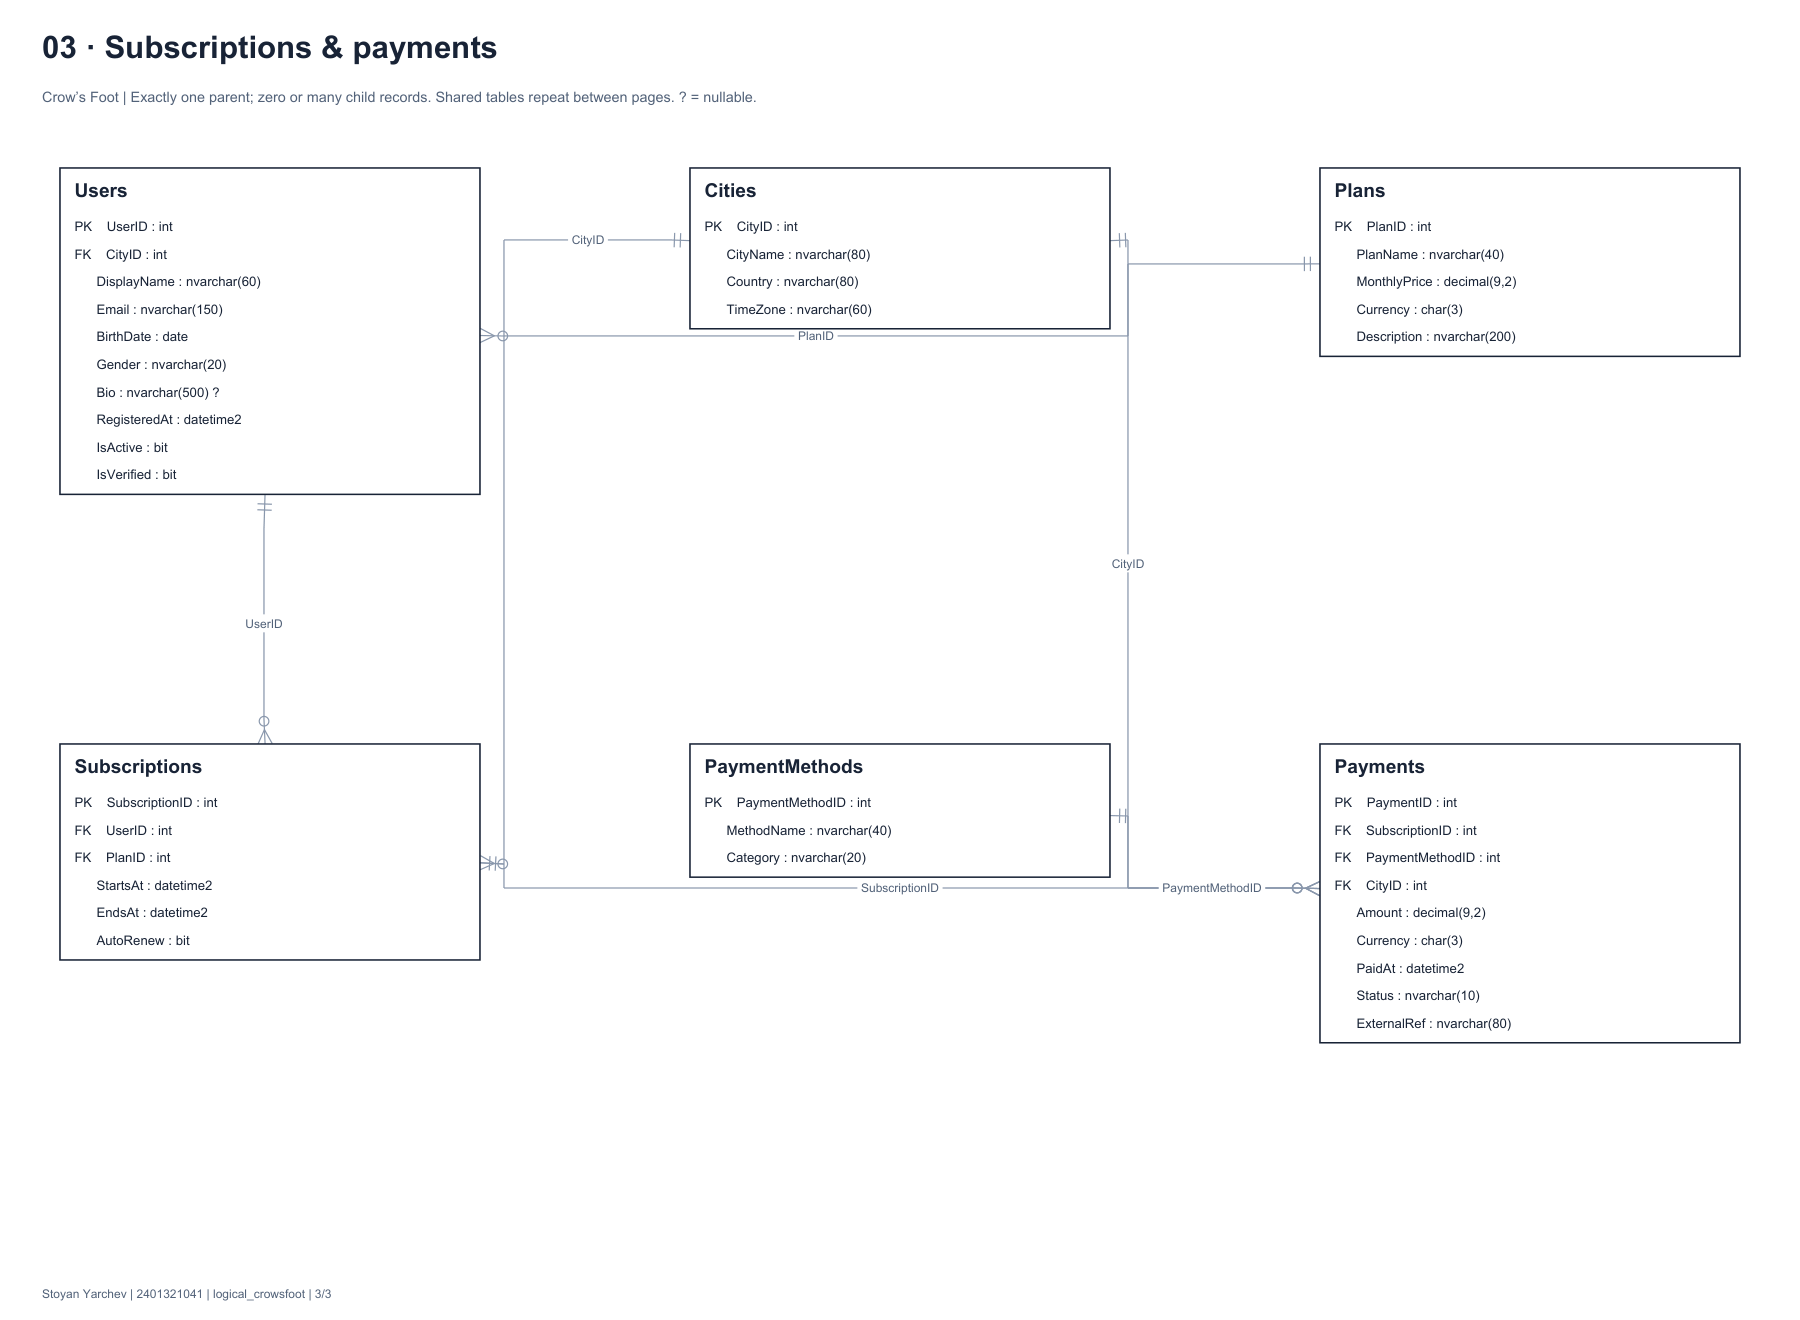 03 · Subscriptions & payments
Crow’s Foot | Exactly one parent; zero or many child records. Shared tables repeat between pages. ? = nullable.
Users
PK UserID : int
FK CityID : int
DisplayName : nvarchar(60)
Email : nvarchar(150)
BirthDate : date
Gender : nvarchar(20)
Bio : nvarchar(500) ?
RegisteredAt : datetime2
IsActive : bit
IsVerified : bit
CityID
Cities
PK CityID : int
CityName : nvarchar(80)
Country : nvarchar(80)
TimeZone : nvarchar(60)
PlanID
Plans
PK PlanID : int
PlanName : nvarchar(40)
MonthlyPrice : decimal(9,2)
Currency : char(3)
Description : nvarchar(200)
CityID
UserID
Subscriptions
PK SubscriptionID : int
FK UserID : int
FK PlanID : int
StartsAt : datetime2
EndsAt : datetime2
AutoRenew : bit
PaymentMethods
PK PaymentMethodID : int
MethodName : nvarchar(40)
Category : nvarchar(20)
SubscriptionID
PaymentMethodID
Payments
PK PaymentID : int
FK SubscriptionID : int
FK PaymentMethodID : int
FK CityID : int
Amount : decimal(9,2)
Currency : char(3)
PaidAt : datetime2
Status : nvarchar(10)
ExternalRef : nvarchar(80)
Stoyan Yarchev | 2401321041 | logical_crowsfoot | 3/3